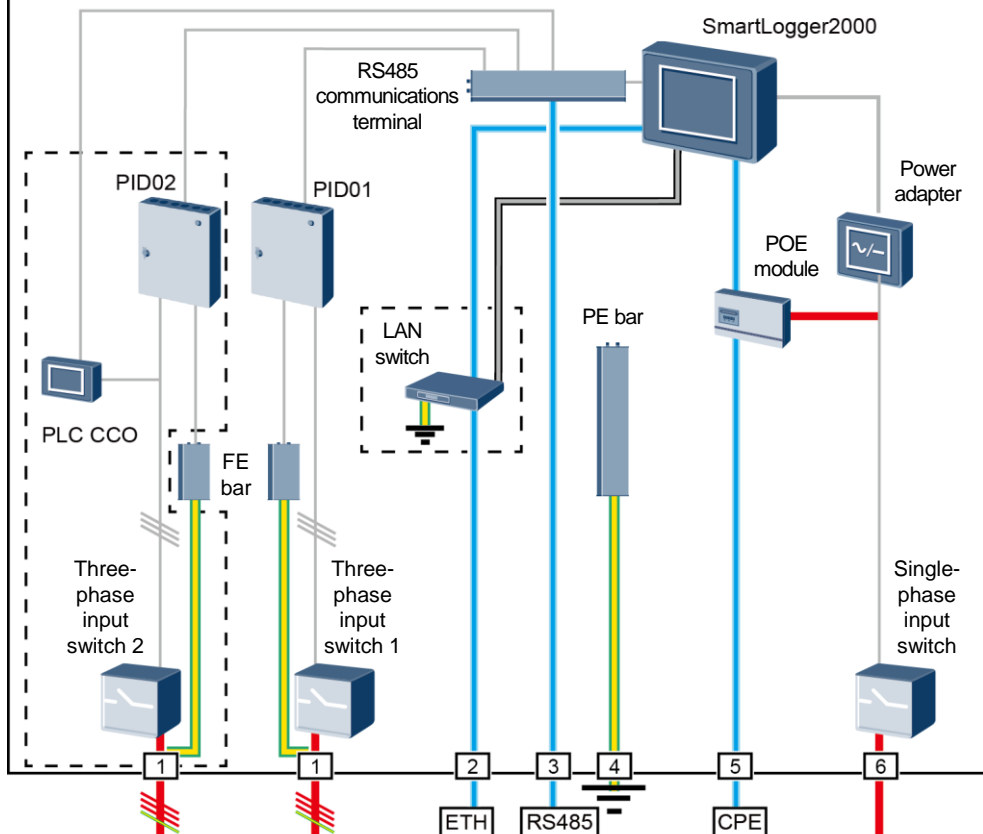 SmartLogger2000
RS485
communications
terminal
PID02
PID01
Power
adapter
POE
module
PE bar
LAN
switch
PLC CCO
FE
bar
Three-
phase
input
switch 2
Three-
phase
input
switch 1
Single-
phase
input
switch
1
1
2
3
4
5
6
ETH
RS485
CPE